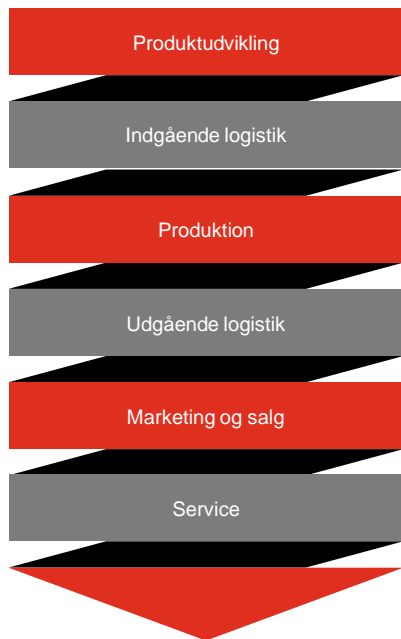 Produktudvikling
Indgående logistik
Produktion
Udgående logistik
Marketing og salg
Service